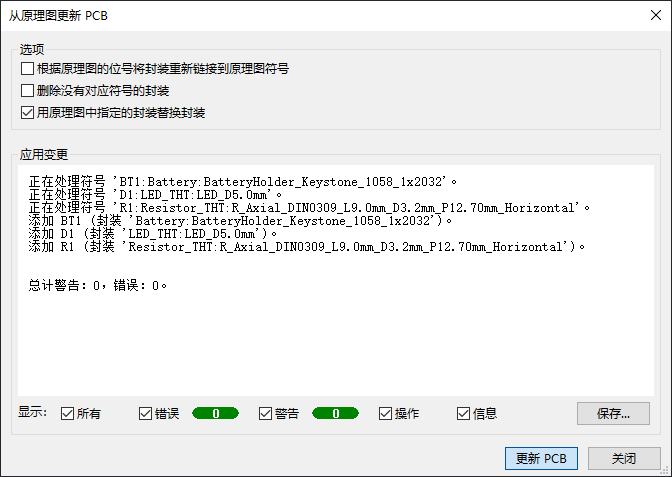 从原理图更新 PCB
选项
根据原理图的位号将封装重新链接到原理图符号
删除没有对应符号的封装
用原理图中指定的封装替换封装
应用变更
正在处理符号 'BT1:Battery:BatteryHolder_Keystone_1058_1x2032'。
正在处理符号 'D1:LED_THT:LED_D5.0mm'。
正在处理符号 'R1:Resistor_THT:R_Axial_DIN0309_L9.0mm_D3.2mm_P12.70mm_Horizontal'。
添加 BT1 (封装 'Battery:BatteryHolder_Keystone_1058_1x2032')。
添加 D1 (封装 'LED_THT:LED_D5.0mm')。
添加 R1 (封装 'Resistor_THT:R_Axial_DIN0309_L9.0mm_D3.2mm_P12.70mm_Horizontal')。
总计警告: 0, 错误: 0。
显示: 所有 错误 0 警告 0 操作 信息 保存...
更新 PCB 关闭